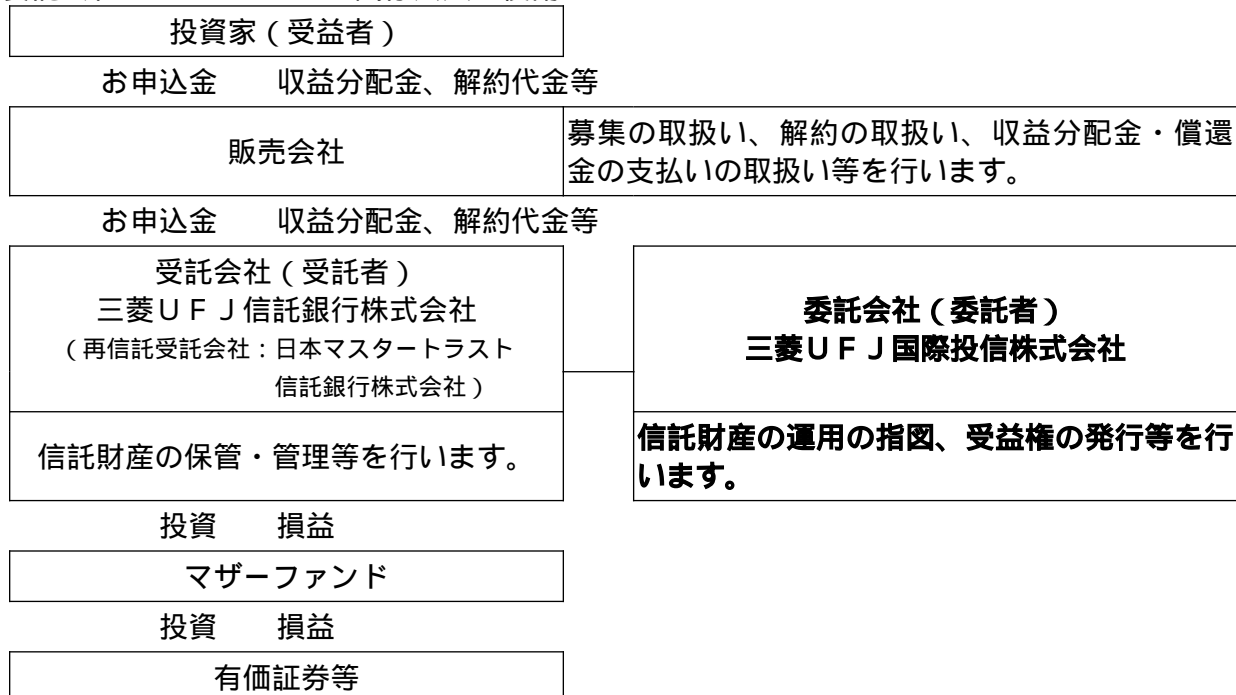 投資家（受益者）
お申込金　　収益分配金、解約代金等
販売会社
募集の取扱い、解約の取扱い、収益分配金・償還
金の支払いの取扱い等を行います。
お申込金　　収益分配金、解約代金等
受託会社（受託者）
三菱ＵＦＪ信託銀行株式会社
（再信託受託会社：日本マスタートラスト
信託銀行株式会社）
委託会社（委託者）
三菱ＵＦＪ国際投信株式会社
信託財産の保管・管理等を行います。
信託財産の運用の指図、受益権の発行等を行
います。
投資　　損益
マザーファンド
投資　　損益
有価証券等